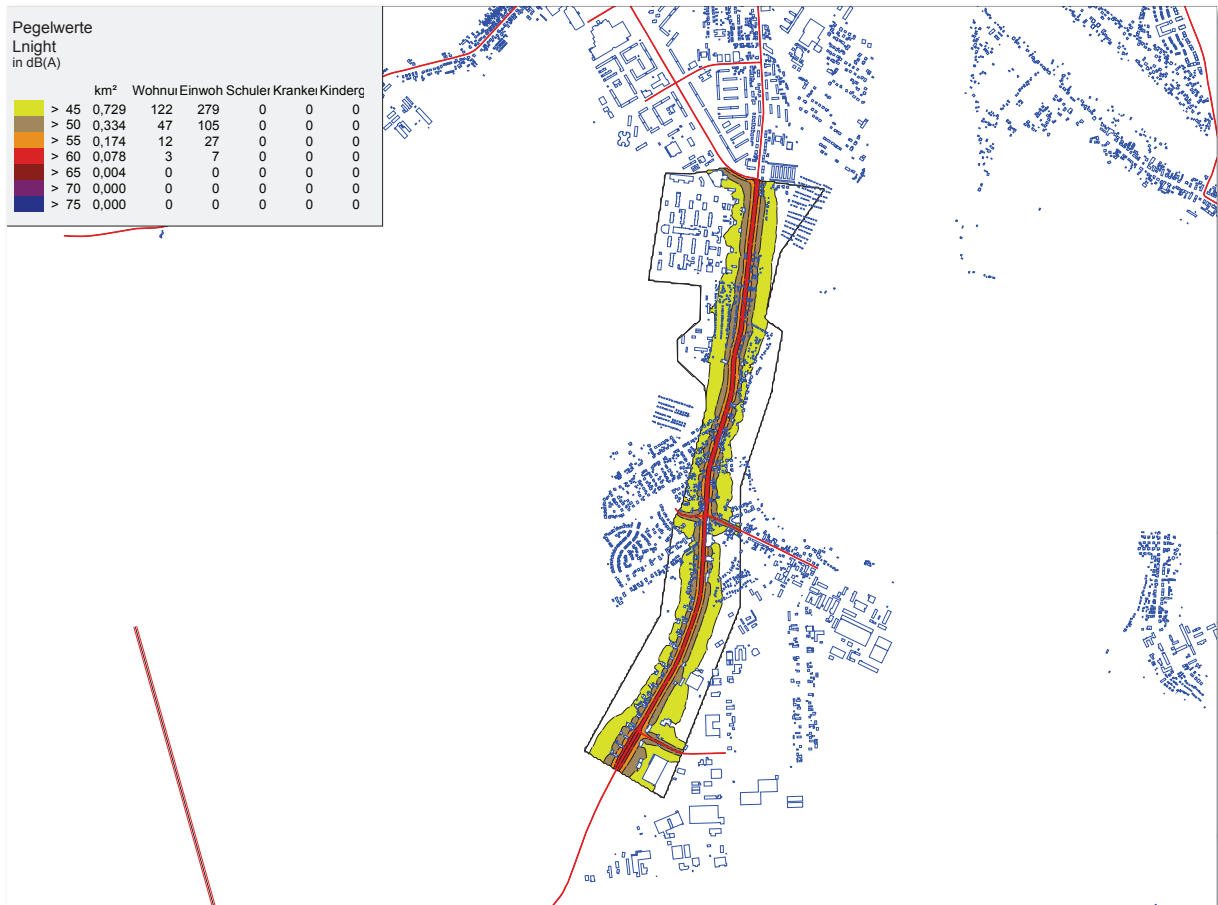 Pegelwerte
Lnight
in dB(A)
km² Wohnur Einwoh Schuler Kranker Kinderg
> 45 0,729 122 279 0 0 0
> 50 0,334 47 105 0 0 0
> 55 0,174 12 27 0 0 0
> 60 0,078 3 7 0 0 0
> 65 0,004 0 0 0 0 0
> 70 0,000 0 0 0 0 0
> 75 0,000 0 0 0 0 0